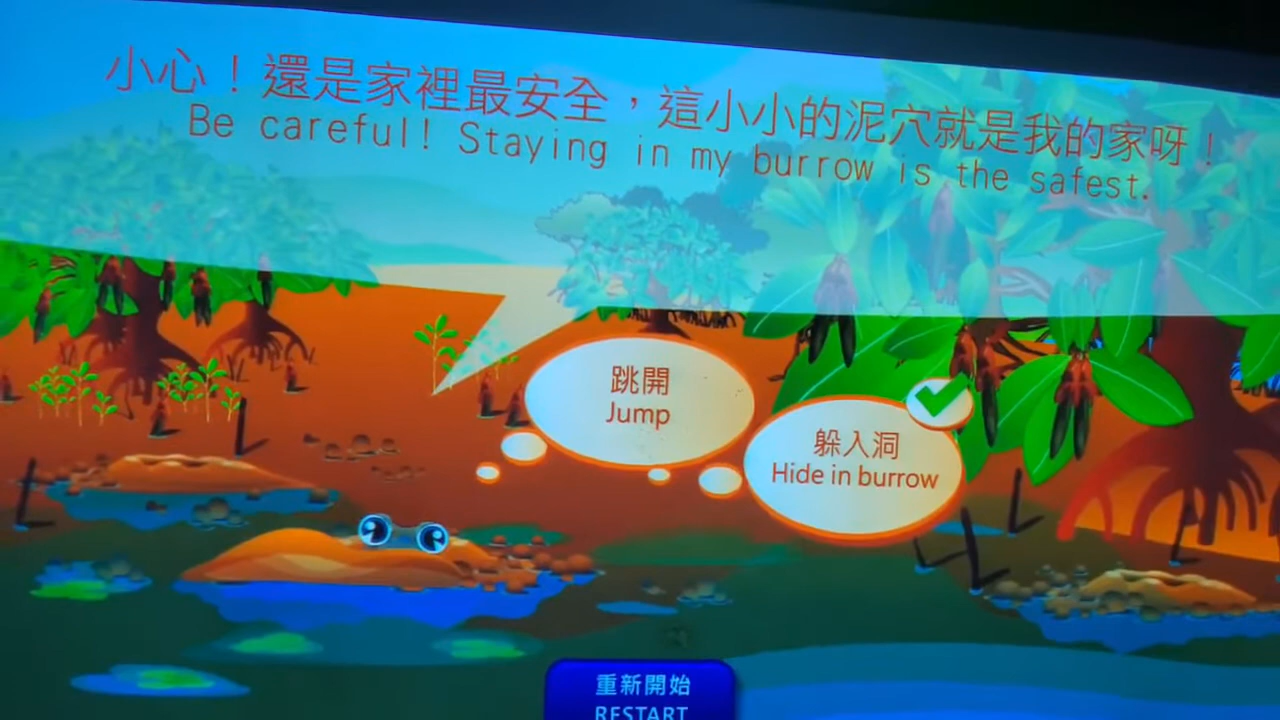 小心！還是家裡最安全，這小小的泥穴就是我的家呀！
Be careful! Staying in my burrow is the safest.
跳開
Jump
躲入洞
Hide in burrow
重新開始
RESTART